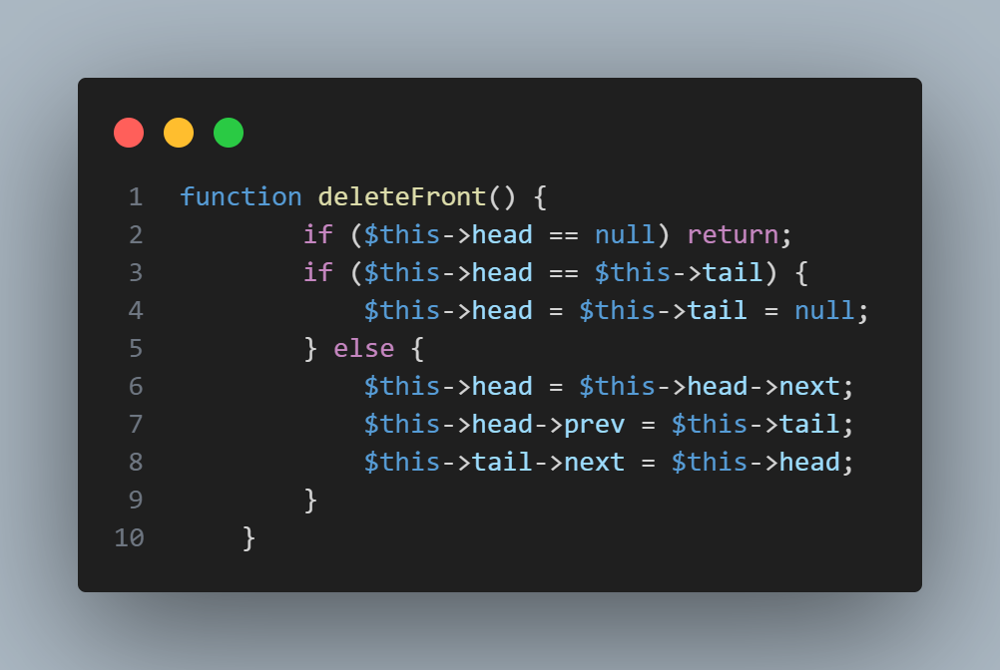 1 function deleteFront() {
2         if ($this->head == null) return;
3         if ($this->head == $this->tail) {
4             $this->head = $this->tail = null;
5         } else {
6             $this->head = $this->head->next;
7             $this->head->prev = $this->tail;
8             $this->tail->next = $this->head;
9         }
10     }